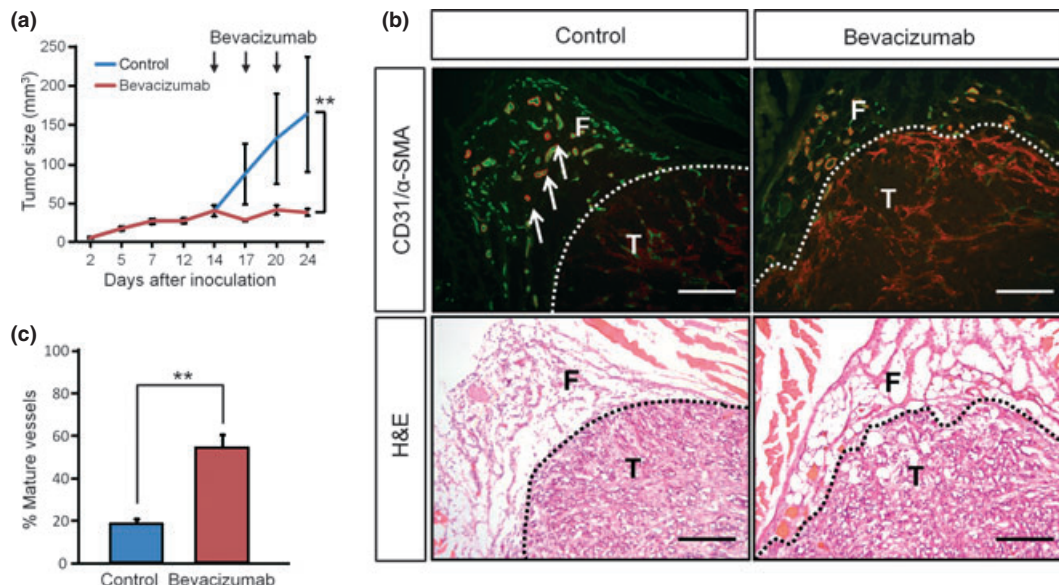 (a)
Bevacizumab
250
200
150
100
50
0
Tumor size (mm³)
Control
Bevacizumab
**
2 5 7 12 14 17 20 24
Days after inoculation
(b)
Control
Bevacizumab
CD31/α-SMA
F
T
F
T
H&E
F
T
F
T
(c)
100
80
60
40
20
0
% Mature vessels
**
Control Bevacizumab